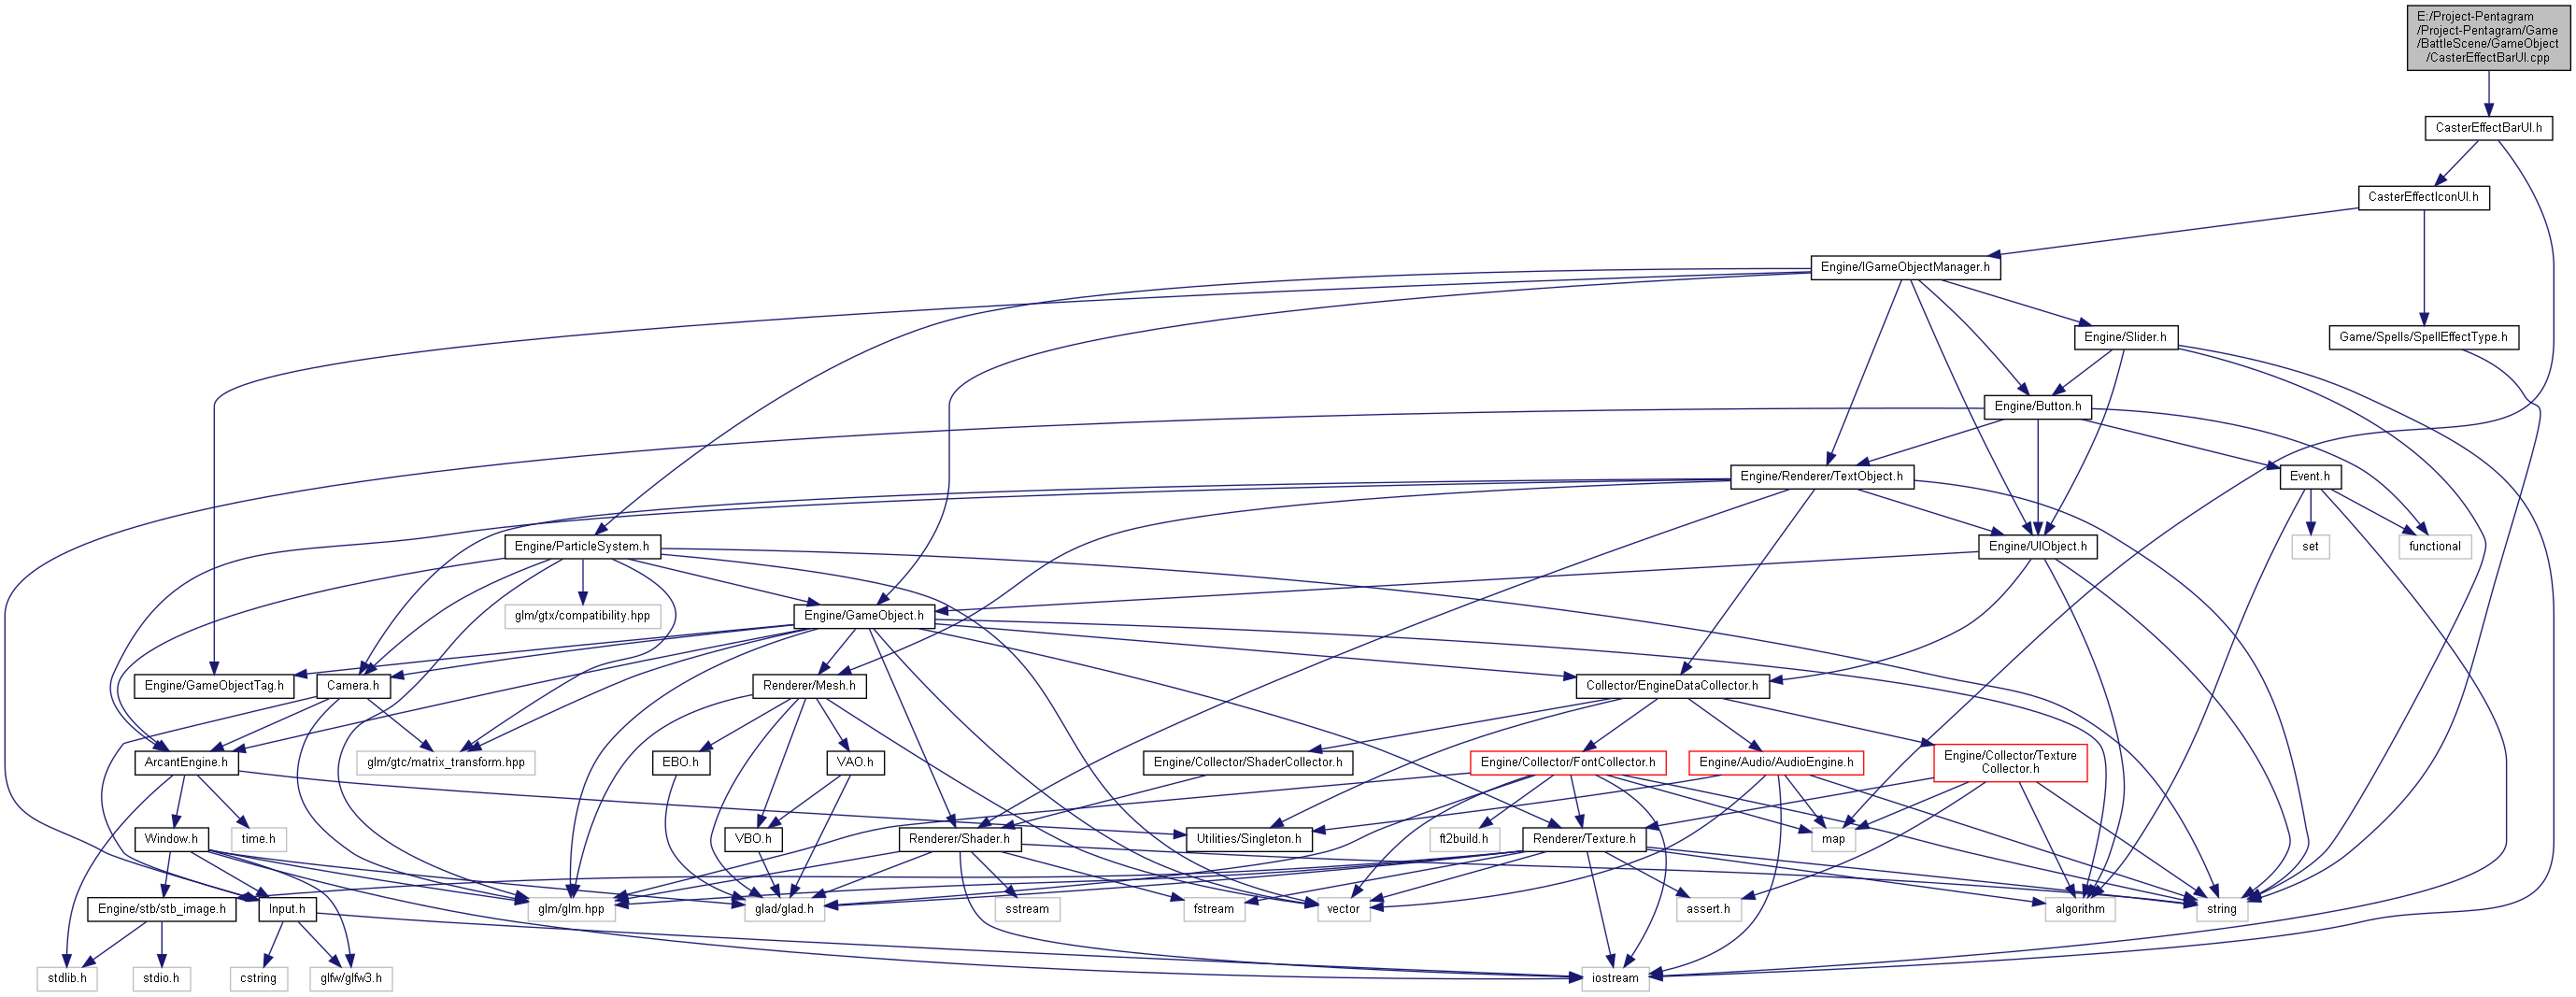 E:/Project-Pentagram
/Project-Pentagram/Game
/BattleScene/GameObject
/CasterEffectBarUI.cpp
CasterEffectBarUI.h
CasterEffectIconUI.h
Engine/IGameObjectManager.h
Engine/Slider.h
Game/Spells/SpellEffectType.h
Engine/Button.h
Engine/Renderer/TextObject.h
Event.h
Engine/ParticleSystem.h
Engine/UIObject.h
set
functional
glm/gtx/compatibility.hpp
Engine/GameObject.h
Engine/GameObjectTag.h
Camera.h
Renderer/Mesh.h
Collector/EngineDataCollector.h
ArcantEngine.h
glm/gtc/matrix_transform.hpp
EBO.h
VAO.h
Engine/Collector/ShaderCollector.h
Engine/Collector/FontCollector.h
Engine/Audio/AudioEngine.h
Engine/Collector/Texture
Collector.h
Window.h
time.h
VBO.h
Renderer/Shader.h
Utilities/Singleton.h
ft2build.h
Renderer/Texture.h
map
Engine/stb/stb_image.h
Input.h
glm/glm.hpp
glad/glad.h
sstream
fstream
vector
assert.h
algorithm
string
stdlib.h
stdio.h
cstring
glfw/glfw3.h
iostream